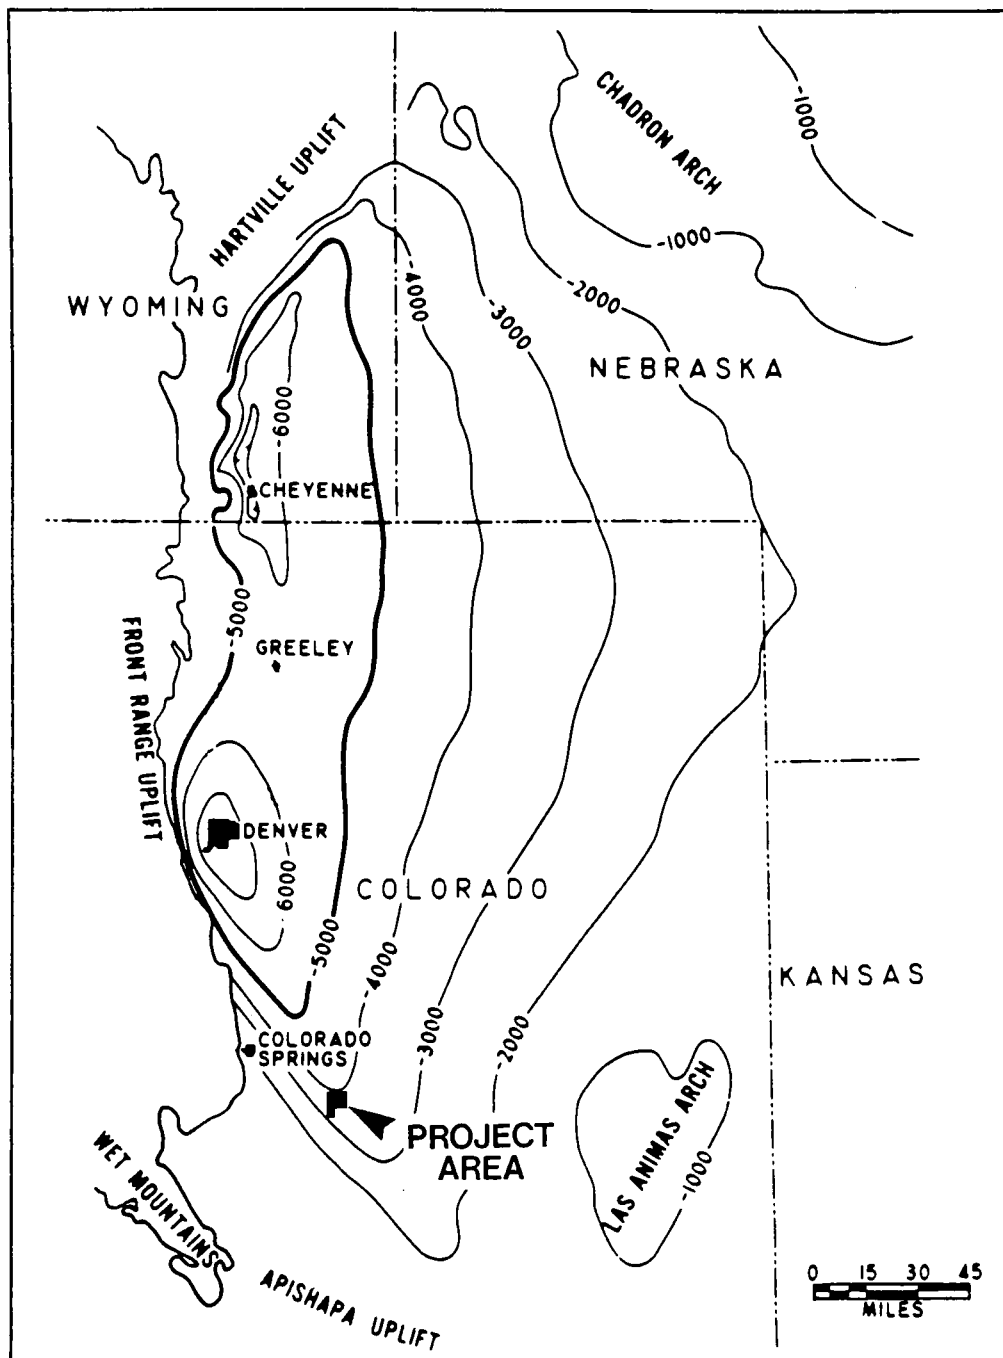 CHADRON ARCH
-1000
HARTVILLE UPLIFT
-1000
-4000
-2000
WYOMING
-3000
NEBRASKA
-6000
CHEYENNE
-5000
GREELEY
FRONT RANGE UPLIFT
DENVER
6000
COLORADO
-5000
-4000
KANSAS
-3000
-2000
COLORADO
SPRINGS
PROJECT
AREA
LAS ANIMAS ARCH
-1000
WET MOUNTAINS
APISHAPA UPLIFT
0 15 30 45
MILES